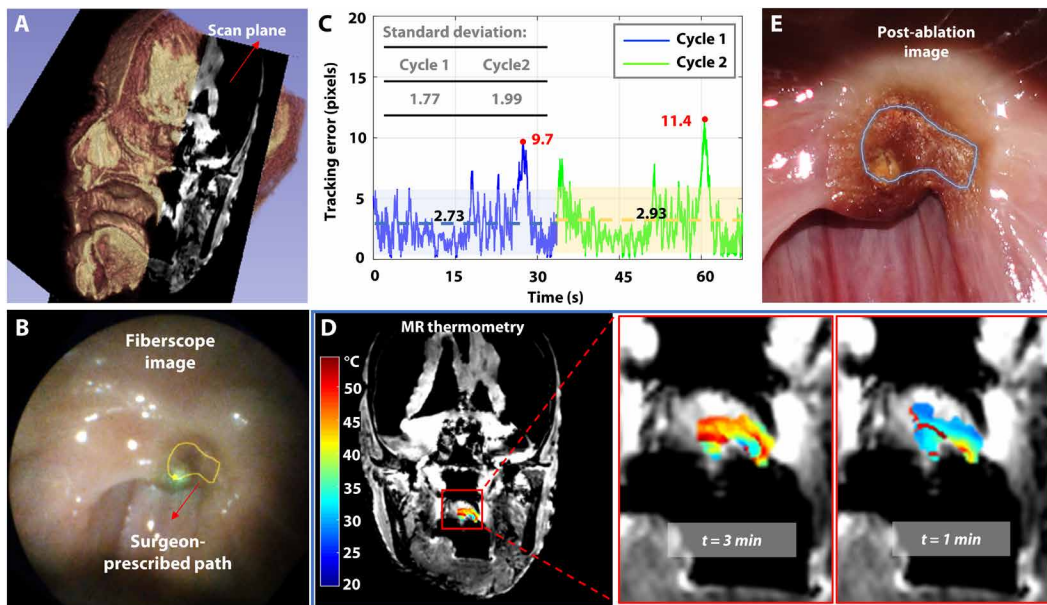 A
Scan plane
B
Fiberscope
image
Surgeon-
prescribed path
C
Standard deviation:
Cycle 1 Cycle2
1.77 1.99
Cycle 1
Cycle 2
Tracking error (pixels)
20
15
10
5
0
9.7
11.4
2.73
2.93
0 15 30 45 60
Time (s)
D
MR thermometry
°C
50
45
40
35
30
25
20
t = 3 min
t = 1 min
E
Post-ablation
image